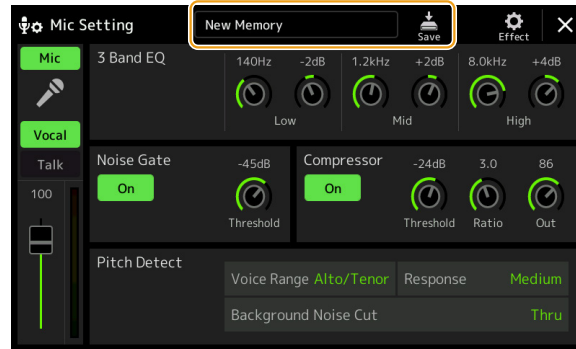 Mic Setting
New Memory
Save
Effect
Mic
Vocal
Talk
100
3 Band EQ
140Hz -2dB 1.2kHz +2dB 8.0kHz +4dB
Low Mid High
Noise Gate
On
-45dB
Threshold
Compressor
On
-24dB 3.0 86
Threshold Ratio Out
Pitch Detect
Voice Range Alto/Tenor Response Medium
Background Noise Cut Thru